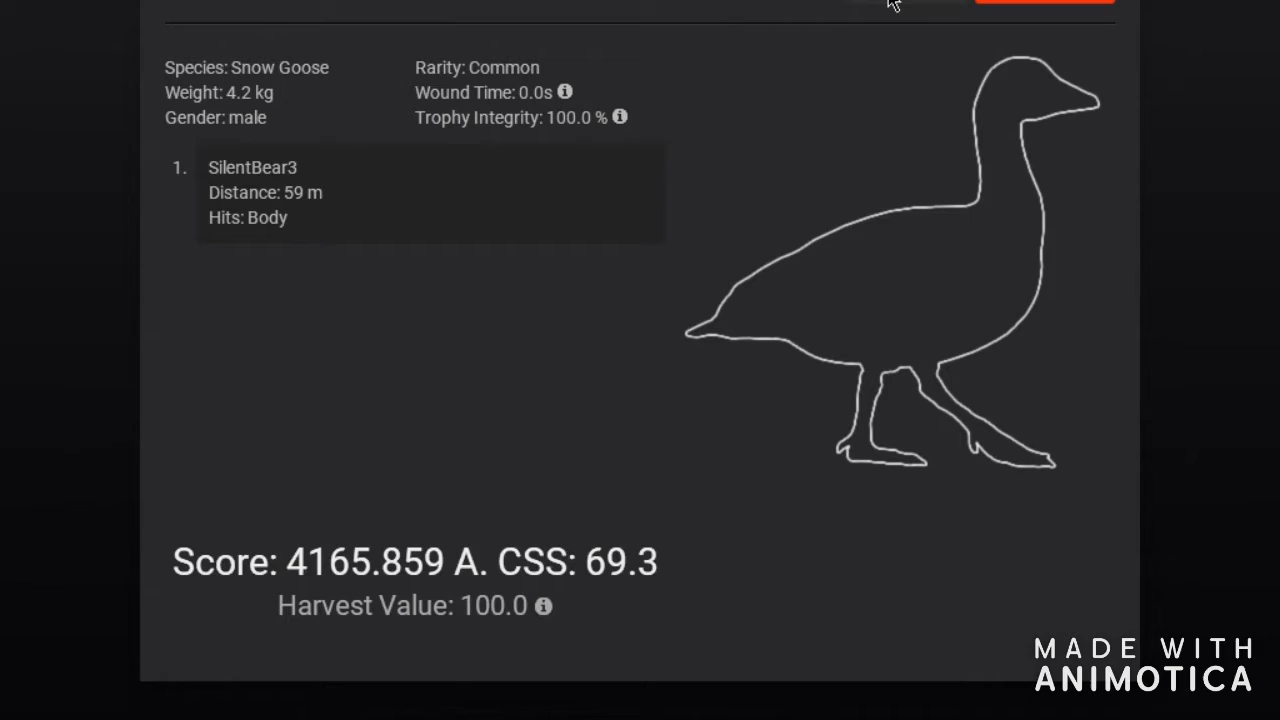 Species: Snow Goose
Weight: 4.2 kg
Gender: male
Rarity: Common
Wound Time: 0.0s
Trophy Integrity: 100.0 %
1. SilentBear3
Distance: 59 m
Hits: Body
Score: 4165.859 A. CSS: 69.3
Harvest Value: 100.0
MADE WITH
ANIMOTICA